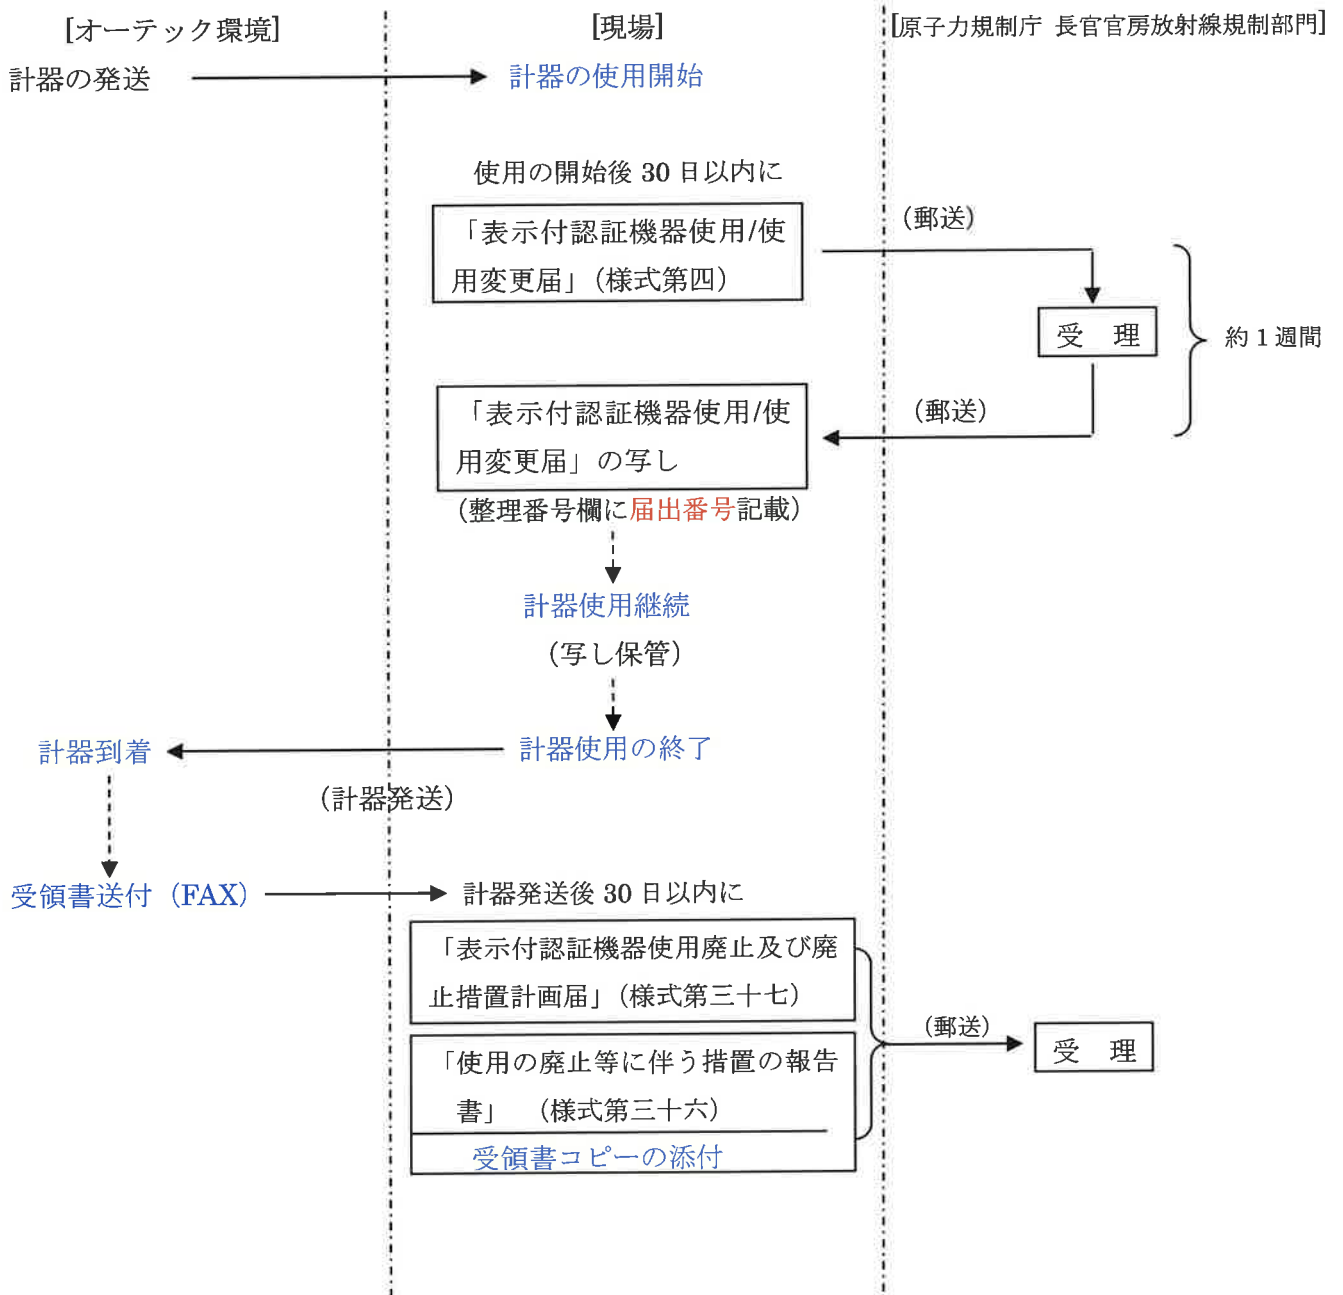 [オーテック環境]
[現場]
[原子力規制庁 長官官房放射線規制部門]
計器の発送
計器の使用開始
使用の開始後 30 日以内に
「表示付認証機器使用/使
用変更届」（様式第四）
（郵送）
受　理
約 1 週間
「表示付認証機器使用/使
用変更届」の写し
（郵送）
（整理番号欄に届出番号記載）
計器使用継続
（写し保管）
計器到着
計器使用の終了
（計器発送）
受領書送付（FAX）
計器発送後 30 日以内に
「表示付認証機器使用廃止及び廃
止措置計画届」（様式第三十七）
（郵送）
受　理
「使用の廃止等に伴う措置の報告
書」　（様式第三十六）
受領書コピーの添付